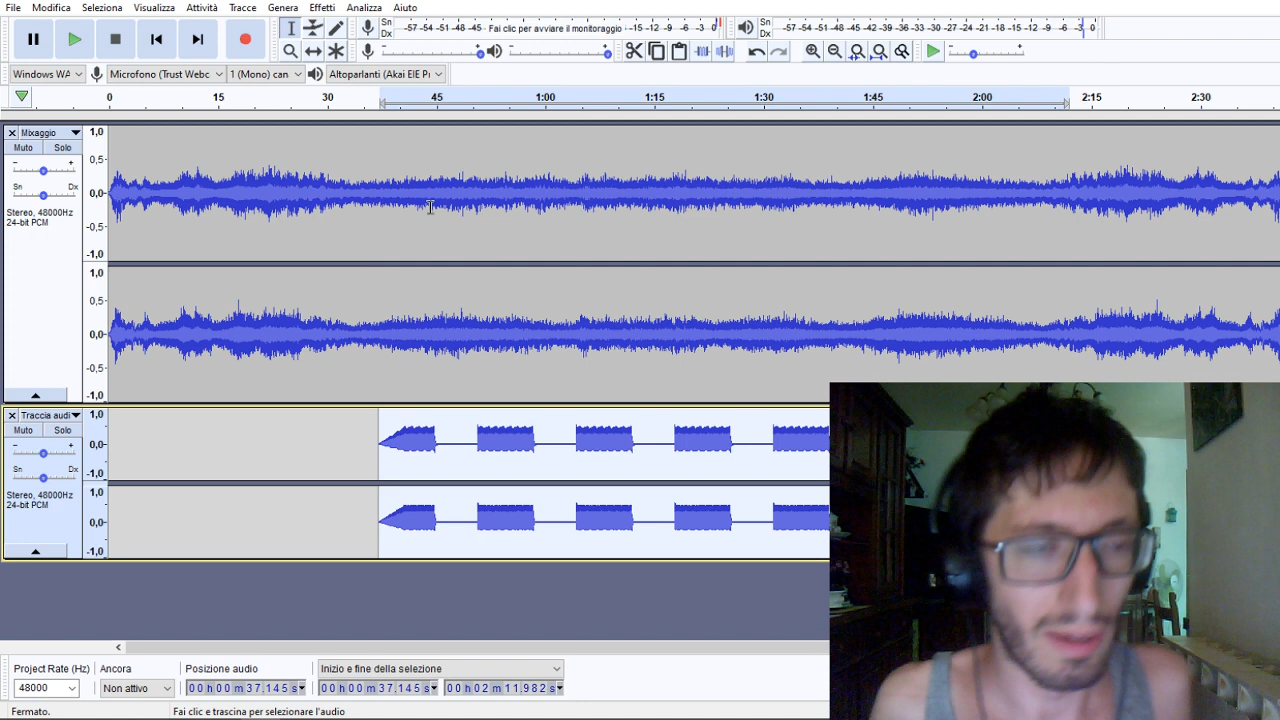 File Modifica Seleziona Visualizza Attività Tracce Genera Effetti Analizza Aiuto
Sn Dx -57 -54 -51 -48 -45 - Fai clic per avviare il monitoraggio - -15 -12 -9 -6 -3 0
Sn Dx -57 -54 -51 -48 -45 -42 -39 -36 -33 -30 -27 -24 -21 -18 -15 -12 -9 -6 -3 0
Windows WA Microfono (Trust Webc 1 (Mono) can Altoparlanti (Akai EIE P
0 15 30 45 1:00 1:15 1:30 1:45 2:00 2:15 2:30
Mixaggio
Muto Solo
- +
Sn Dx
Stereo, 48000Hz
24-bit PCM
1,0
0,5
0,0
-0,5
-1,0
1,0
0,5
0,0
-0,5
-1,0
Traccia audi
Muto Solo
- +
Sn Dx
Stereo, 48000Hz
24-bit PCM
1,0
0,0
-1,0
1,0
0,0
-1,0
Project Rate (Hz) Ancora Posizione audio Inizio e fine della selezione
48000 Non attivo 00 h 00 m 37.145 s 00 h 00 m 37.145 s 00 h 02 m 11.982 s
Fermato. Fai clic e trascina per selezionare l'audio